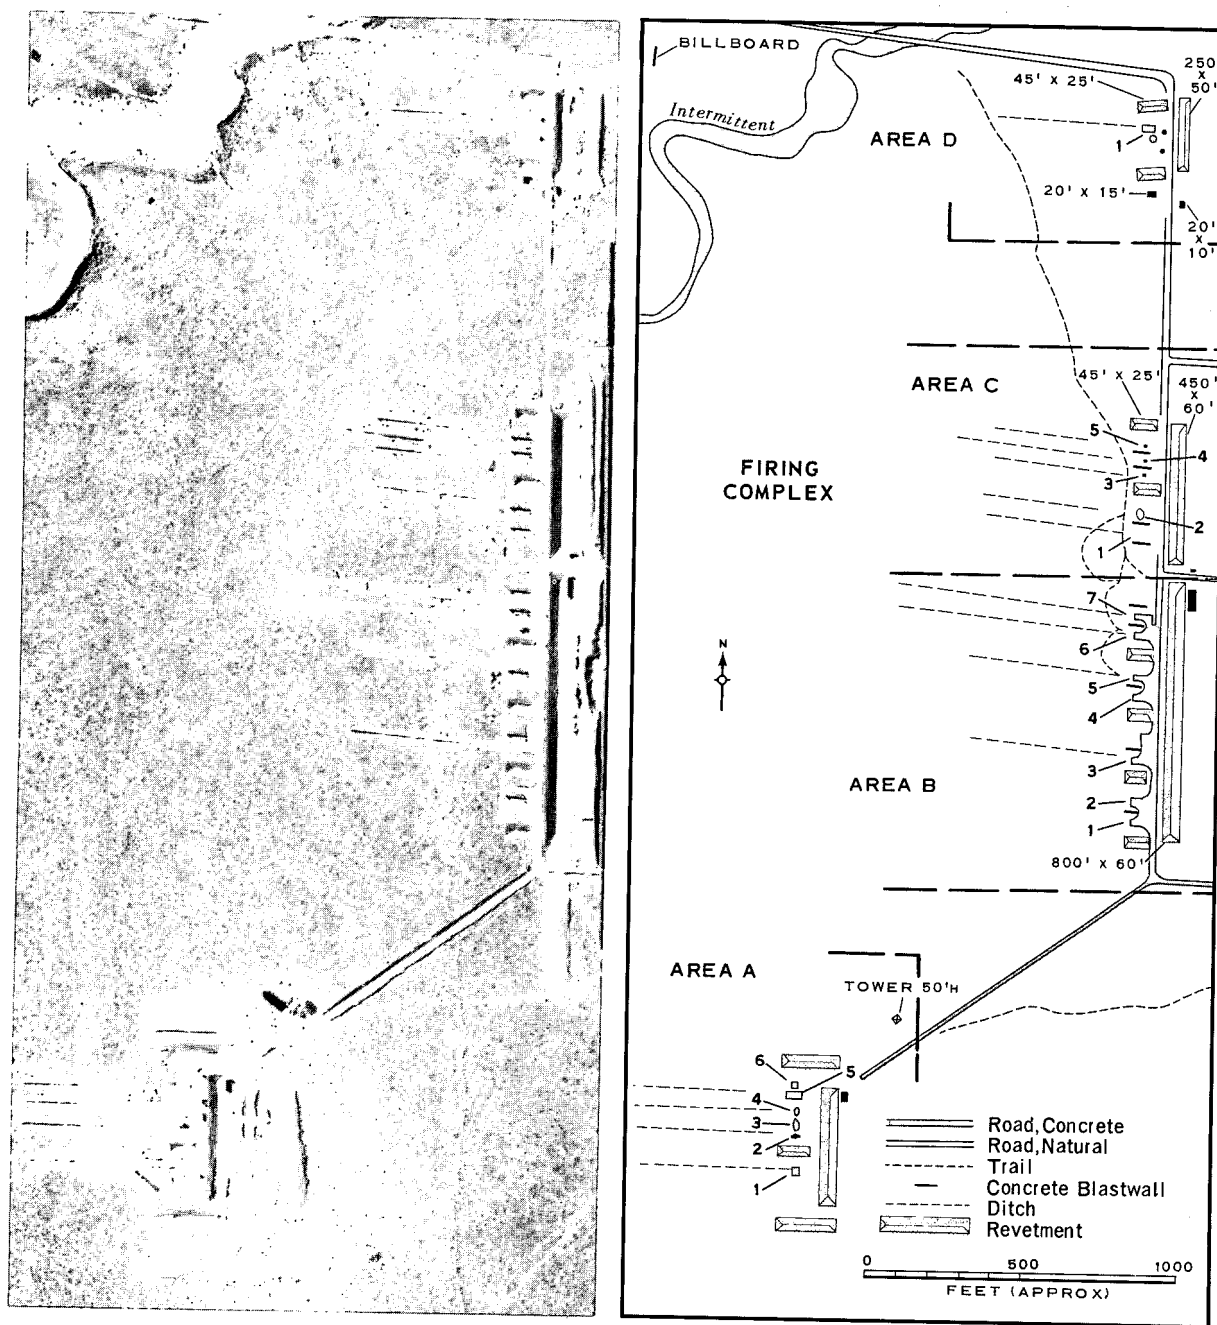 BILLBOARD
250'
X
50'
45' X 25'
Intermittent
AREA D
1
20' X 15'
20'
X
10'
AREA C
45' X 25'
450'
X
60'
5
4
3
FIRING
COMPLEX
2
1
7
N
6
5
4
3
AREA B
2
1
800' X 60'
AREA A
TOWER 50'H
6
5
4
3
2
1
Road, Concrete
Road, Natural
Trail
Concrete Blastwall
Ditch
Revetment
0 500 1000
FEET (APPROX)